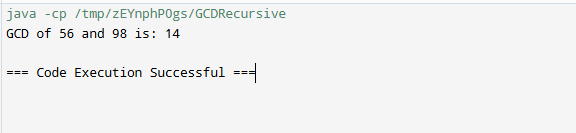 java -cp /tmp/zEYnphP0gs/GCDRecursive
GCD of 56 and 98 is: 14
=== Code Execution Successful ===